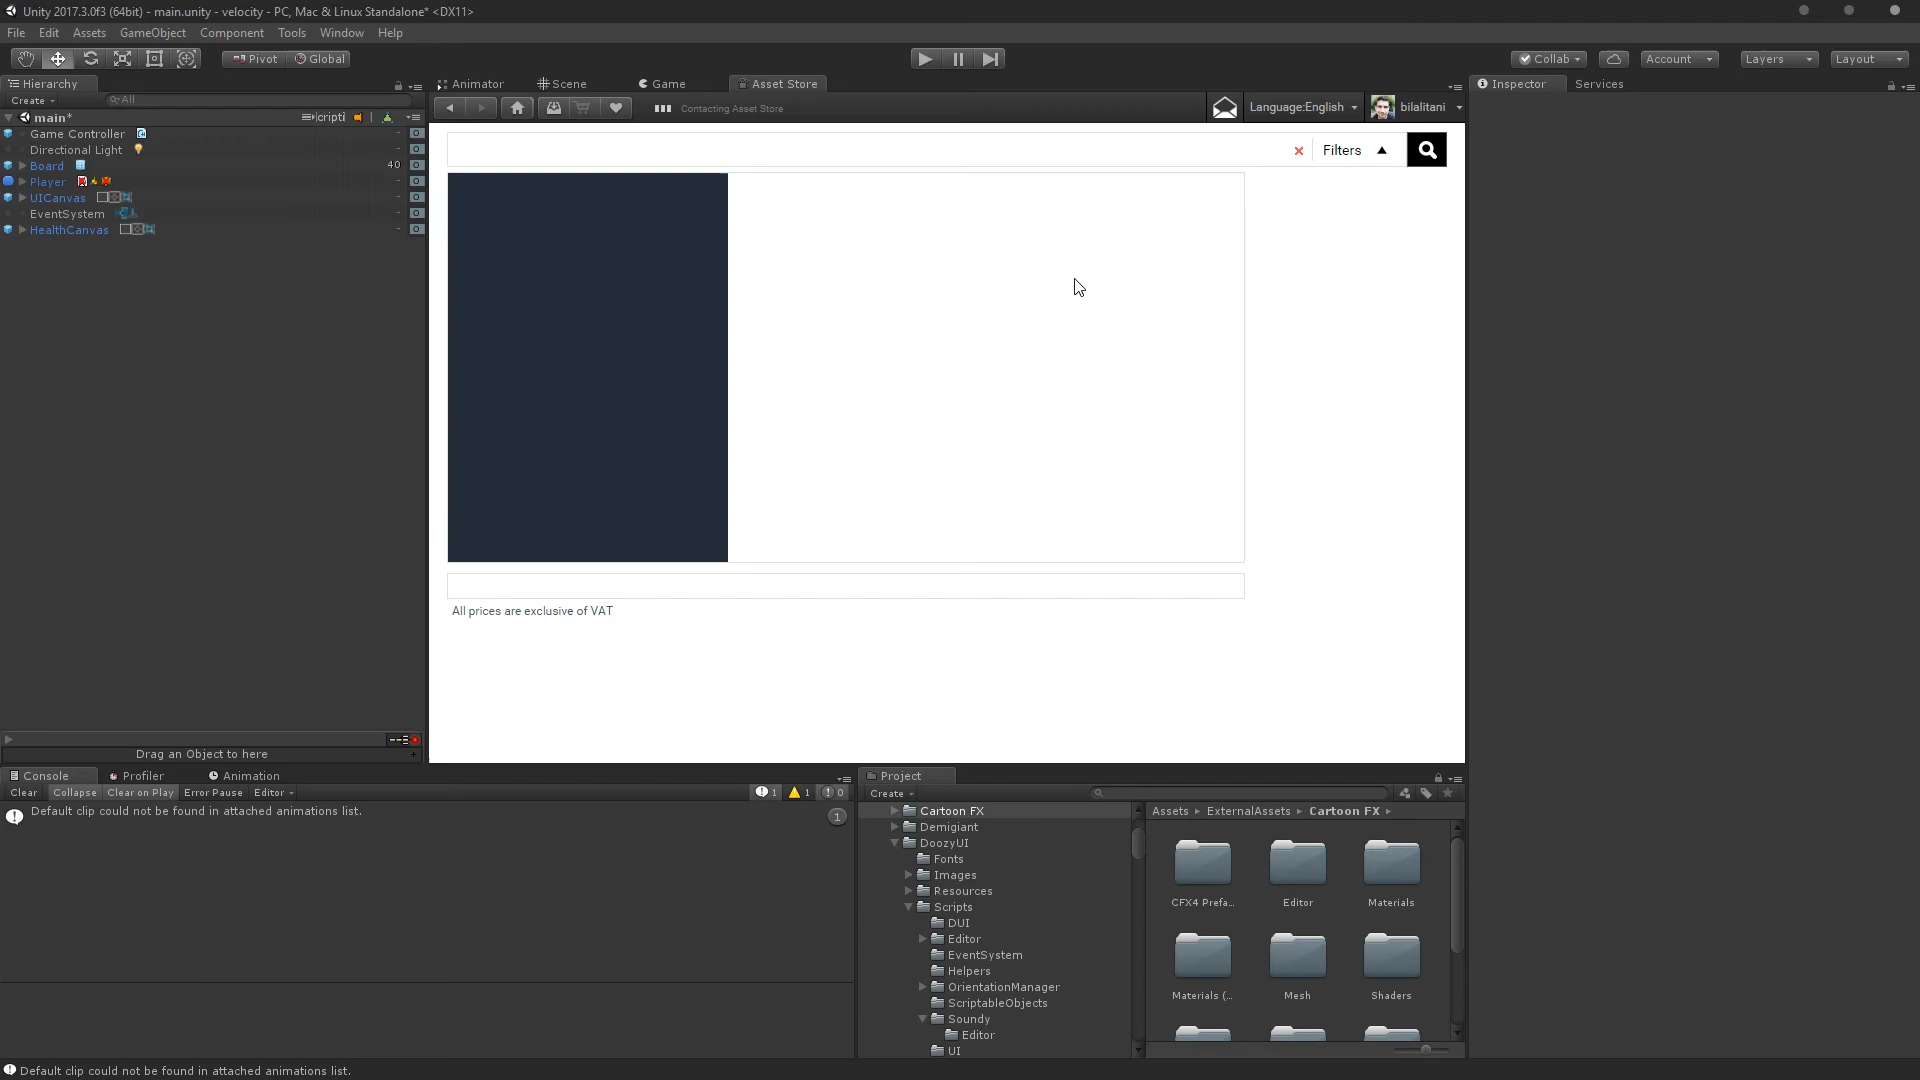 Unity 2017.3.0f3 (64bit) - main.unity - velocity - PC, Mac & Linux Standalone* <DX11>
File Edit Assets GameObject Component Tools Window Help
Pivot Global Collab Account Layers Layout
Hierarchy Animator Scene Game Asset Store Inspector Services
Create All
Contacting Asset Store Language:English bilalitani
main* cripti
Game Controller
Directional Light
Board 40
Player
UICanvas
EventSystem
HealthCanvas
Filters
All prices are exclusive of VAT
Drag an Object to here
Console Profiler Animation
Clear Collapse Clear on Play Error Pause Editor 1 1 0
Default clip could not be found in attached animations list. 1
Project
Create
Cartoon FX
Demigiant
DoozyUI
Fonts
Images
Resources
Scripts
DUI
Editor
EventSystem
Helpers
OrientationManager
ScriptableObjects
Soundy
Editor
UI
Assets ExternalAssets Cartoon FX
CFX4 Prefa... Editor Materials
Materials (... Mesh Shaders
Default clip could not be found in attached animations list.